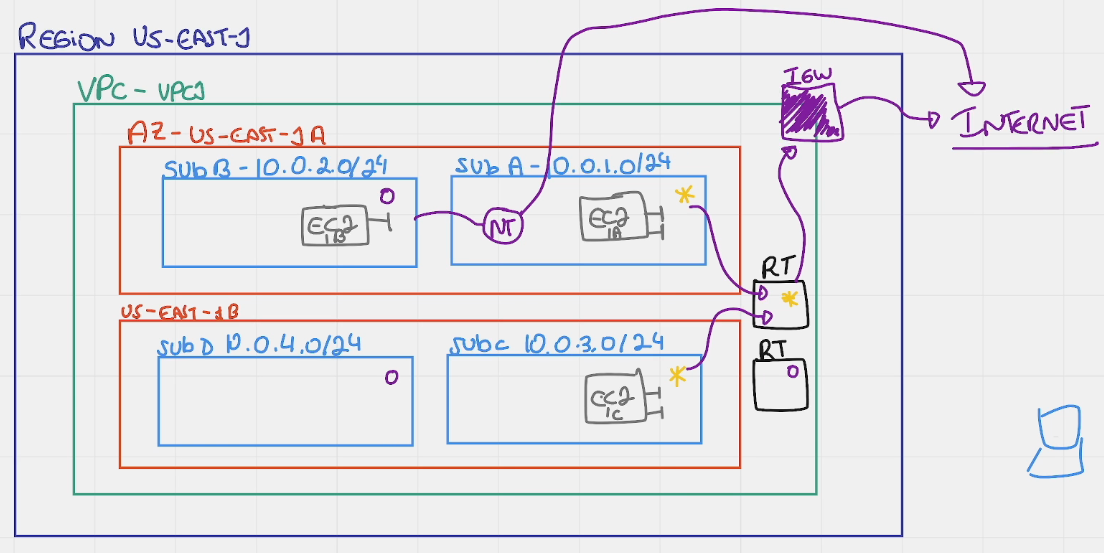 REGION US-EAST-1
VPC - VPC1
IGW
INTERNET
AZ - US-EAST-1A
SUB B - 10.0.2.0/24
SUB A - 10.0.1.0/24
EC2
1B
NT
EC2
1A
RT
US-EAST-1B
SUB D 10.0.4.0/24
SUB C 10.0.3.0/24
RT
EC2
1C